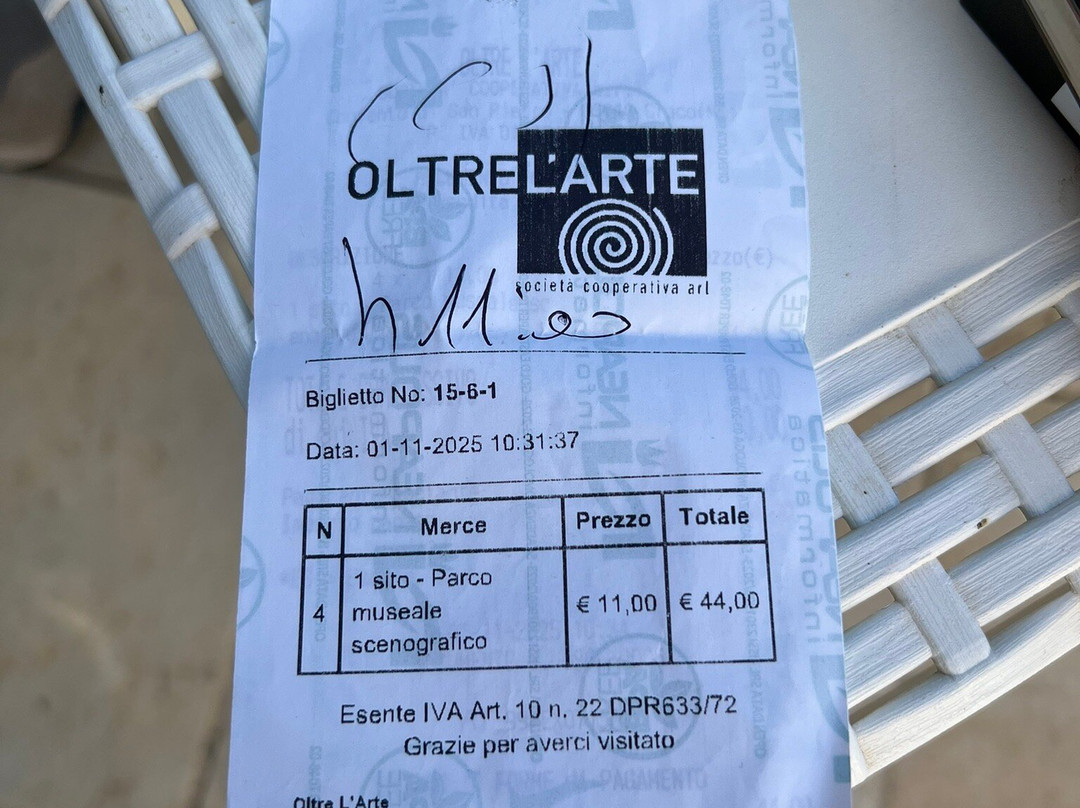 OLTREL'ARTE
società cooperativa arl
h 11:00
Biglietto No: 15-6-1
Data: 01-11-2025 10:31:37
N Merce Prezzo Totale
4 1 sito - Parco museale scenografico € 11,00 € 44,00
Esente IVA Art. 10 n. 22 DPR633/72
Grazie per averci visitato
Oltre L'Arte